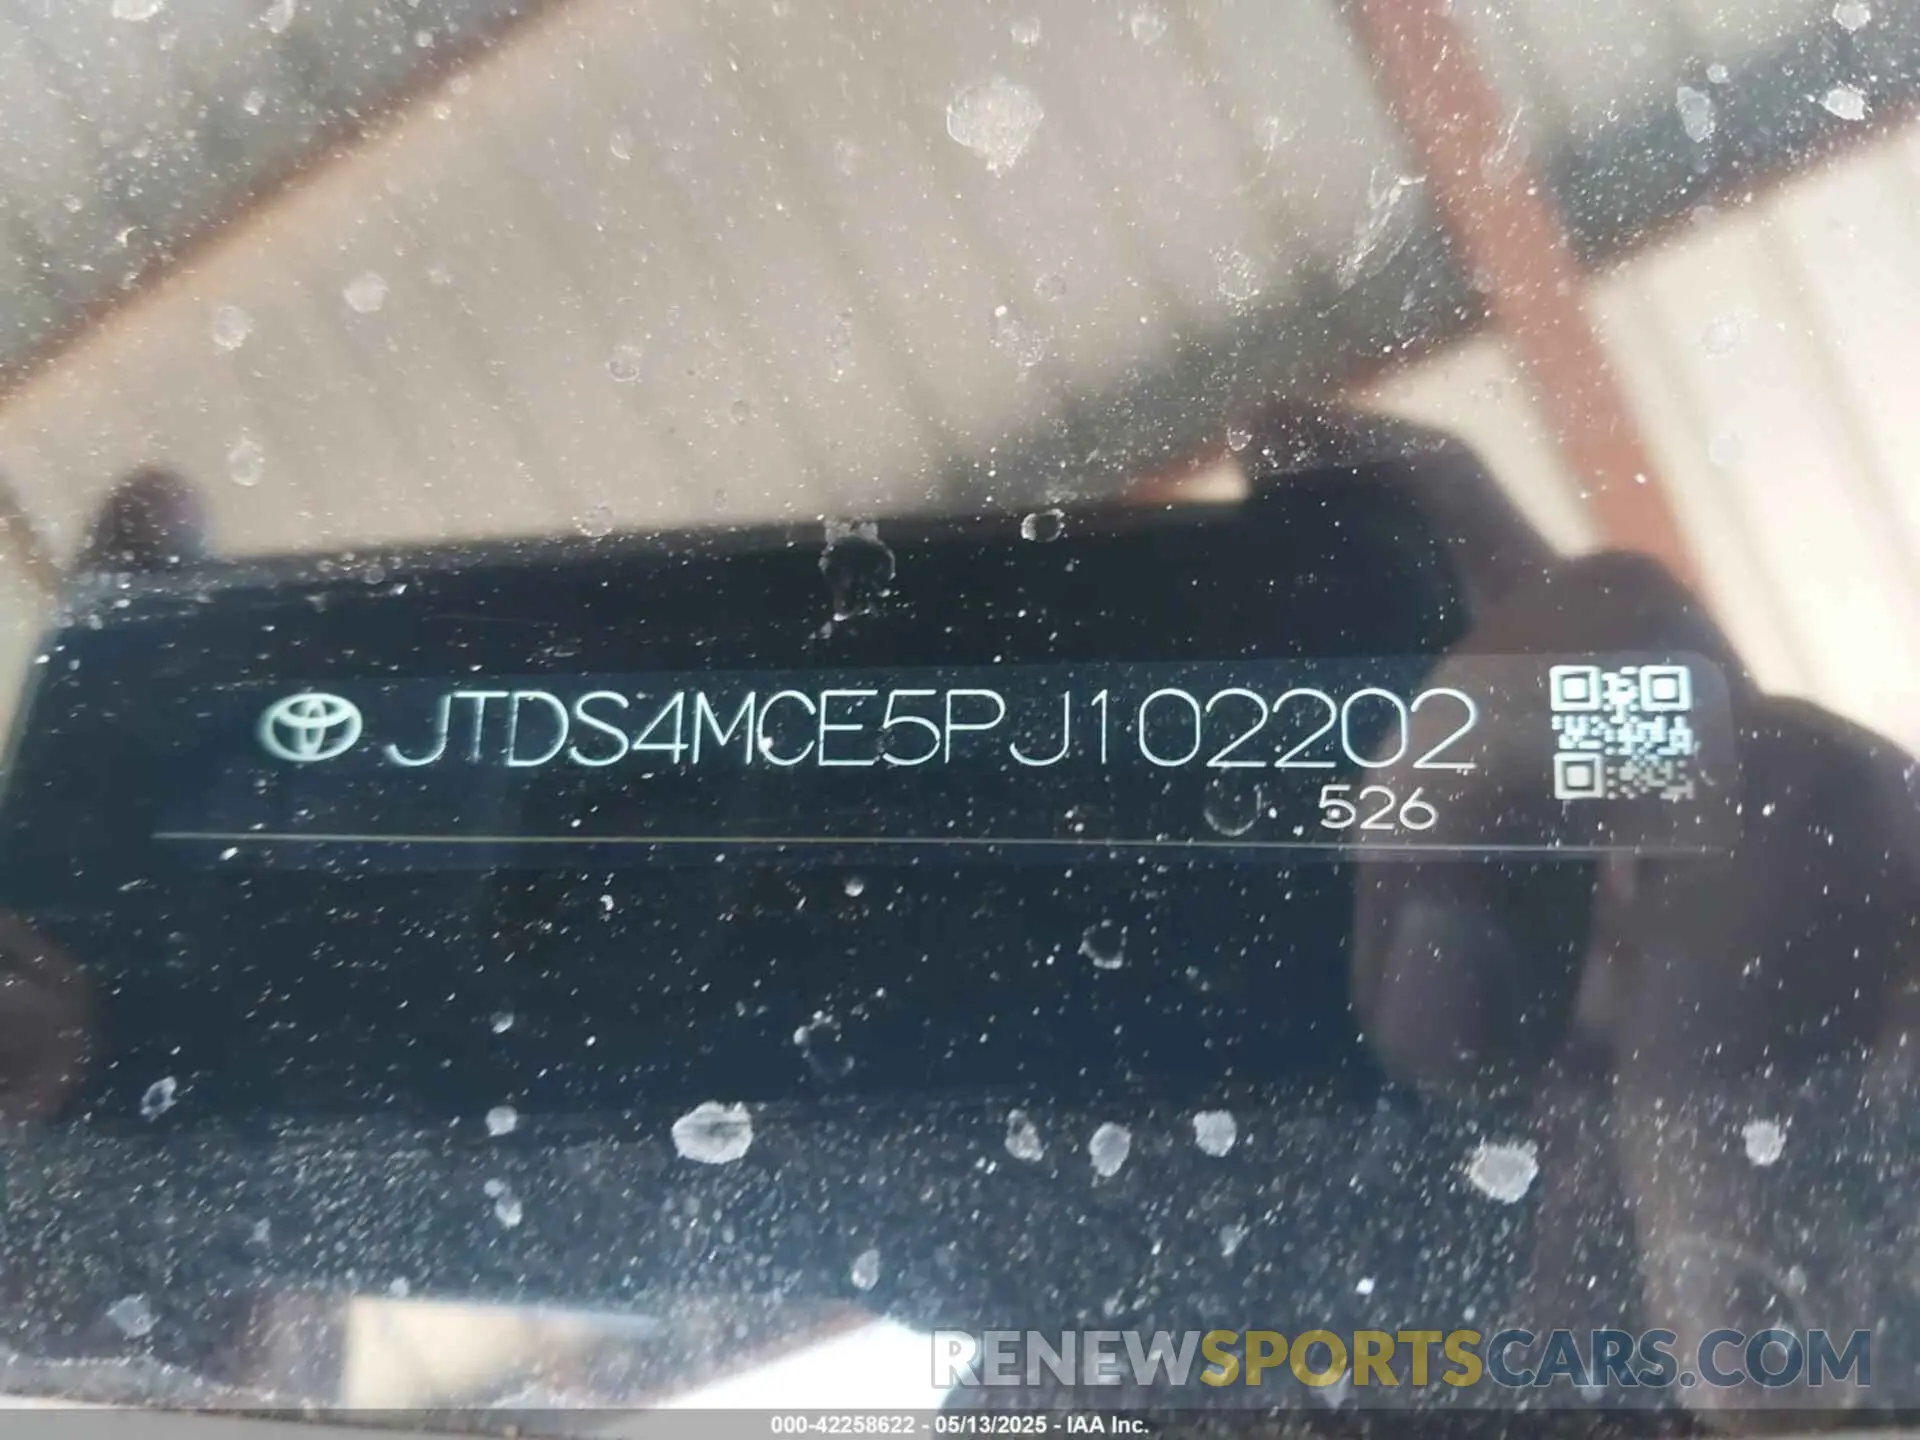 JTDS4MCE5PJ102202
526
RENEWSPORTSCARS.COM
000-42258622 - 05/13/2025 - IAA Inc.